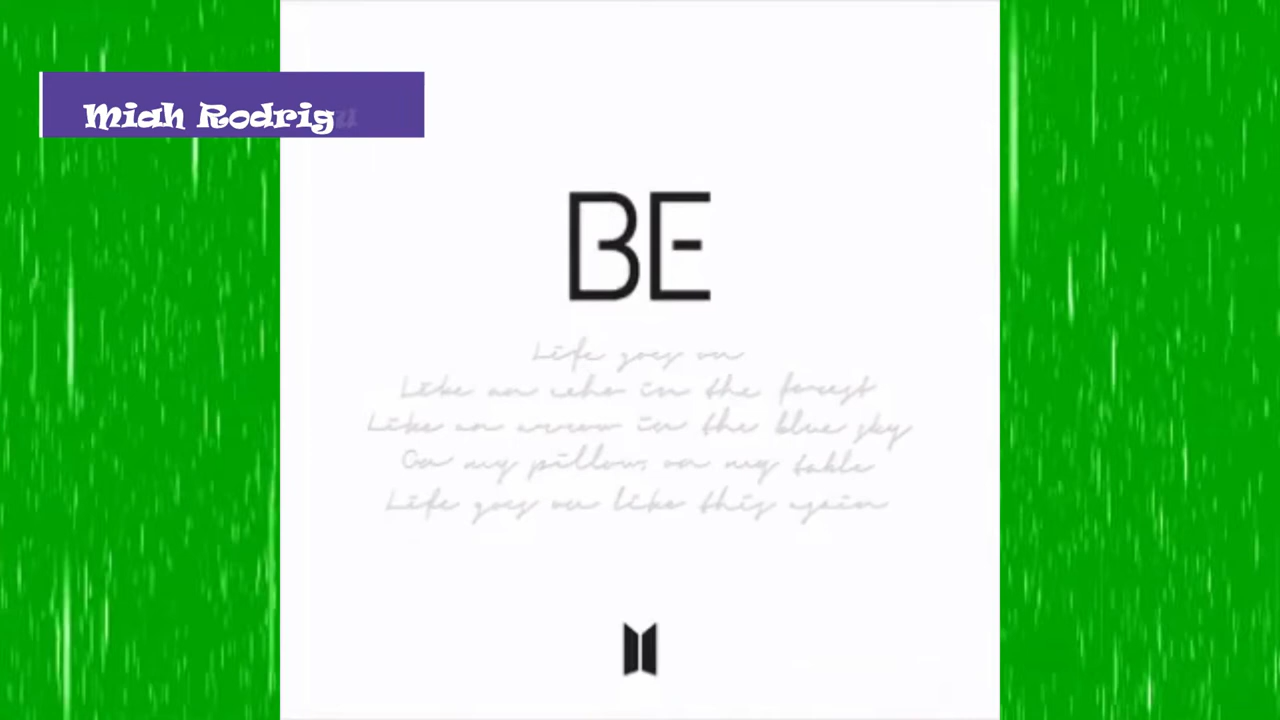 Miah Rodrigu
BE
Life goes on
Like an echo in the forest
Like an arrow in the blue sky
On my pillow, on my table
Life goes on like this again